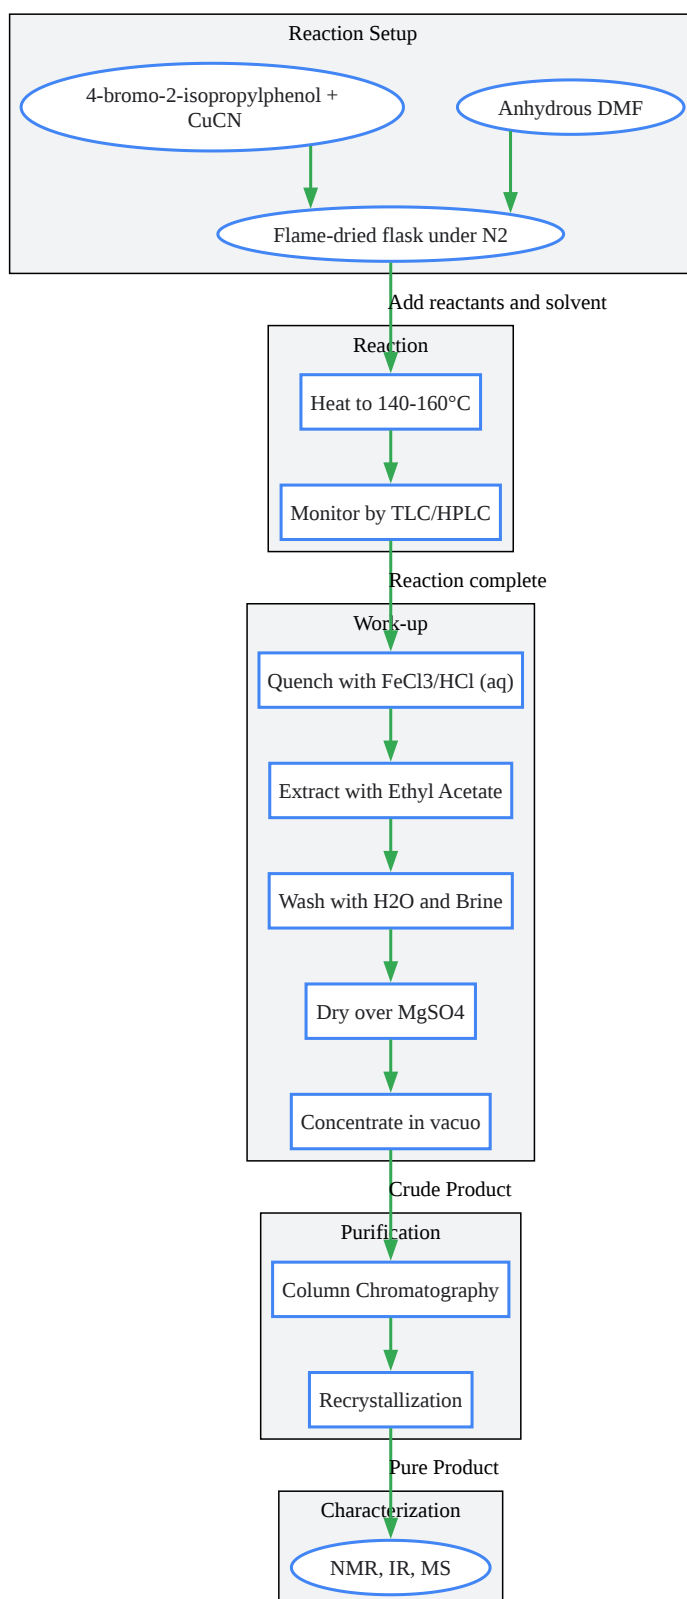 Reaction Setup
4-bromo-2-isopropylphenol +
CuCN
Anhydrous DMF
Flame-dried flask under N2
Add reactants and solvent
Reaction
Heat to 140-160°C
Monitor by TLC/HPLC
Reaction complete
Work-up
Quench with FeCl3/HCl (aq)
Extract with Ethyl Acetate
Wash with H2O and Brine
Dry over MgSO4
Concentrate in vacuo
Crude Product
Purification
Column Chromatography
Recrystallization
Pure Product
Characterization
NMR, IR, MS